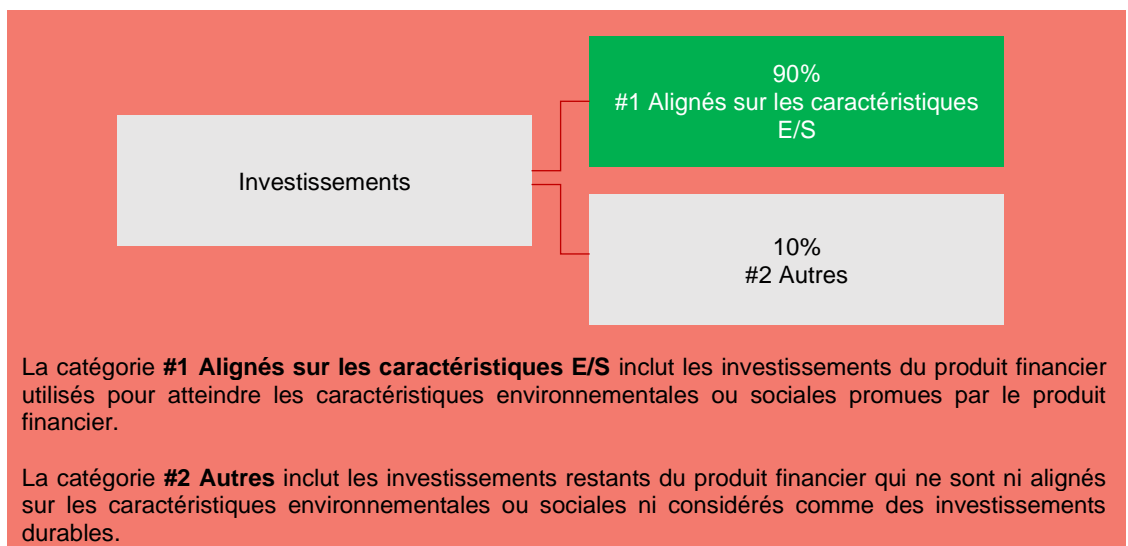 90%
#1 Alignés sur les caractéristiques
E/S
Investissements
10%
#2 Autres
La catégorie #1 Alignés sur les caractéristiques E/S inclut les investissements du produit financier
utilisés pour atteindre les caractéristiques environnementales ou sociales promues par le produit
financier.
La catégorie #2 Autres inclut les investissements restants du produit financier qui ne sont ni alignés
sur les caractéristiques environnementales ou sociales ni considérés comme des investissements
durables.